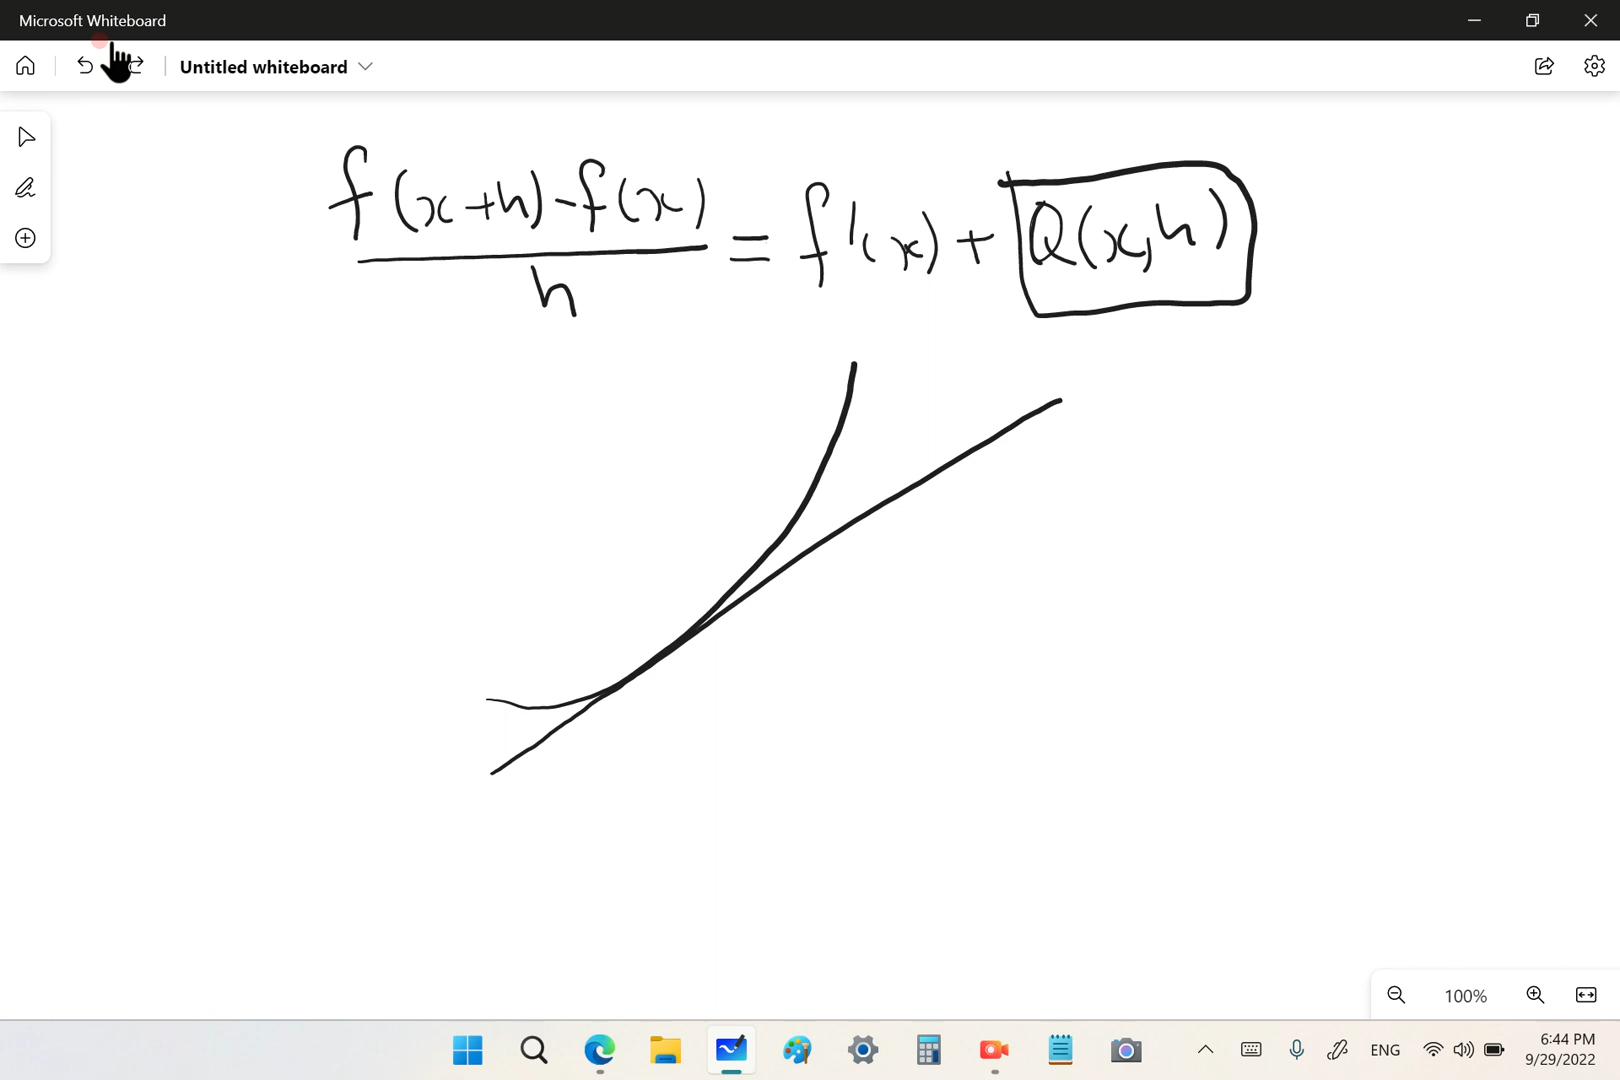 Microsoft Whiteboard
Untitled whiteboard
f(x+h)-f(x)
h
= f'(x) + Q(x,h)
100%
ENG
6:44 PM
9/29/2022